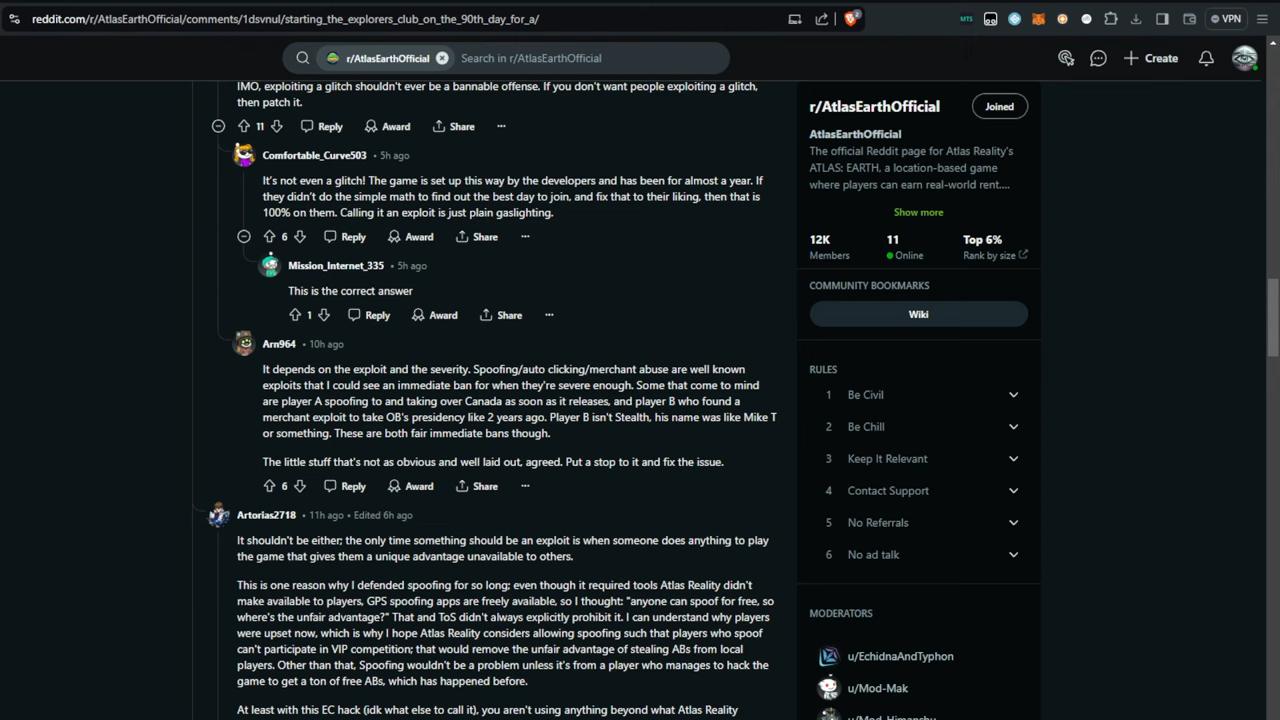 reddit.com/r/AtlasEarthOfficial/comments/1dsvnul/starting_the_explorers_club_on_the_90th_day_for_a/
2
MTS
VPN
r/AtlasEarthOfficial
Search in r/AtlasEarthOfficial
Create
IMO, exploiting a glitch shouldn't ever be a bannable offense. If you don't want people exploiting a glitch,
then patch it.
11 Reply Award Share ...
Comfortable_Curve503 • 5h ago
It's not even a glitch! The game is set up this way by the developers and has been for almost a year. If
they didn't do the simple math to find out the best day to join, and fix that to their liking, then that is
100% on them. Calling it an exploit is just plain gaslighting.
6 Reply Award Share ...
Mission_Internet_335 • 5h ago
This is the correct answer
1 Reply Award Share ...
Arn964 • 10h ago
It depends on the exploit and the severity. Spoofing/auto clicking/merchant abuse are well known
exploits that I could see an immediate ban for when they're severe enough. Some that come to mind
are player A spoofing to and taking over Canada as soon as it releases, and player B who found a
merchant exploit to take OB's presidency like 2 years ago. Player B isn't Stealth, his name was like Mike T
or something. These are both fair immediate bans though.
The little stuff that's not as obvious and well laid out, agreed. Put a stop to it and fix the issue.
6 Reply Award Share ...
Artorias2718 • 11h ago • Edited 6h ago
It shouldn't be either; the only time something should be an exploit is when someone does anything to play
the game that gives them a unique advantage unavailable to others.
This is one reason why I defended spoofing for so long; even though it required tools Atlas Reality didn't
make available to players, GPS spoofing apps are freely available, so I thought: "anyone can spoof for free, so
where's the unfair advantage?" That and ToS didn't always explicitly prohibit it. I can understand why players
were upset now, which is why I hope Atlas Reality considers allowing spoofing such that players who spoof
can't participate in VIP competition; that would remove the unfair advantage of stealing ABs from local
players. Other than that, Spoofing wouldn't be a problem unless it's from a player who manages to hack the
game to get a ton of free ABs, which has happened before.
At least with this EC hack (idk what else to call it), you aren't using anything beyond what Atlas Reality
r/AtlasEarthOfficial
Joined
AtlasEarthOfficial
The official Reddit page for Atlas Reality's
ATLAS: EARTH, a location-based game
where players can earn real-world rent....
Show more
12K 11 Top 6%
Members Online Rank by size
COMMUNITY BOOKMARKS
Wiki
RULES
1 Be Civil
2 Be Chill
3 Keep It Relevant
4 Contact Support
5 No Referrals
6 No ad talk
MODERATORS
u/EchidnaAndTyphon
u/Mod-Mak
u/Mod-Himanshu